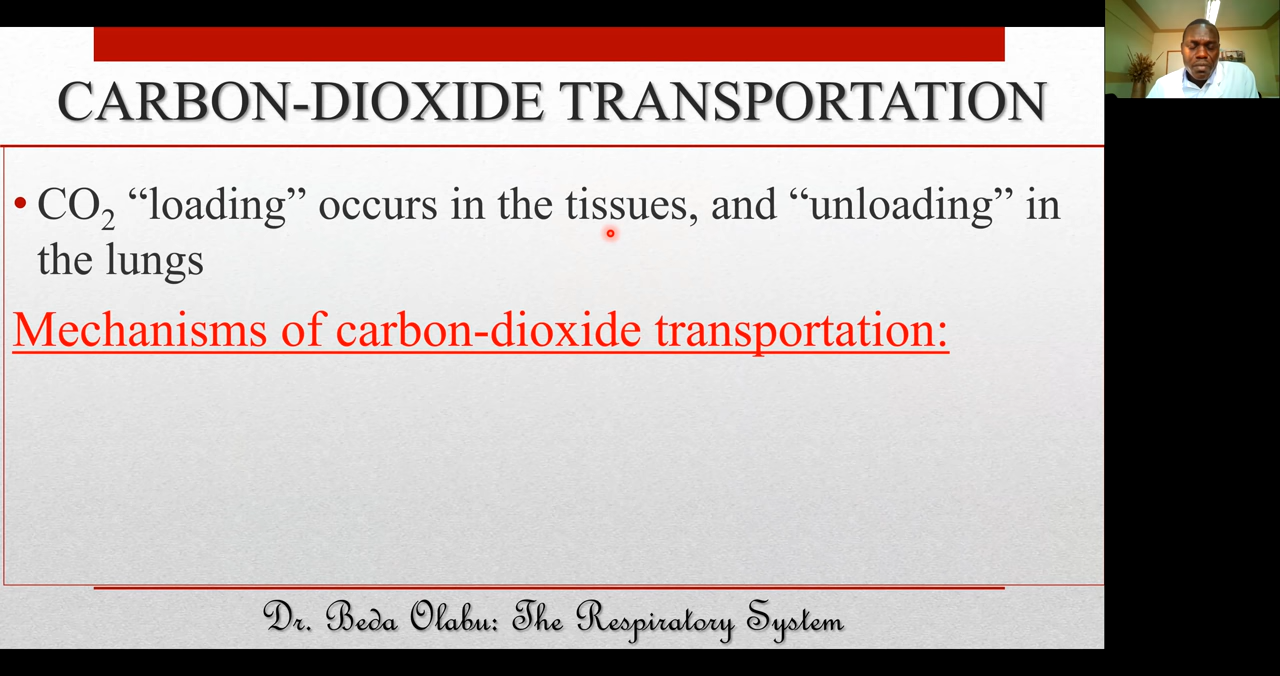 CARBON-DIOXIDE TRANSPORTATION
• CO₂ “loading” occurs in the tissues, and “unloading” in
the lungs
Mechanisms of carbon-dioxide transportation:
Dr. Beda Olabu: The Respiratory System